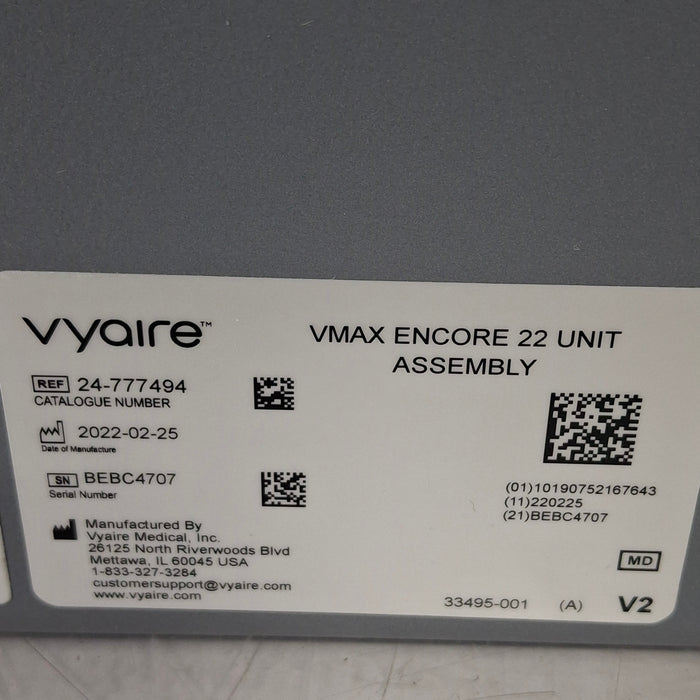 vyaire™
VMAX ENCORE 22 UNIT
ASSEMBLY
REF 24-777494
CATALOGUE NUMBER
2022-02-25
Date of Manufacture
SN BEBC4707
Serial Number
(01)10190752167643
(11)220225
(21)BEBC4707
Manufactured By
Vyaire Medical, Inc.
26125 North Riverwoods Blvd
Mettawa, IL 60045 USA
1-833-327-3284
customersupport@vyaire.com
www.vyaire.com
MD
33495-001 (A) V2